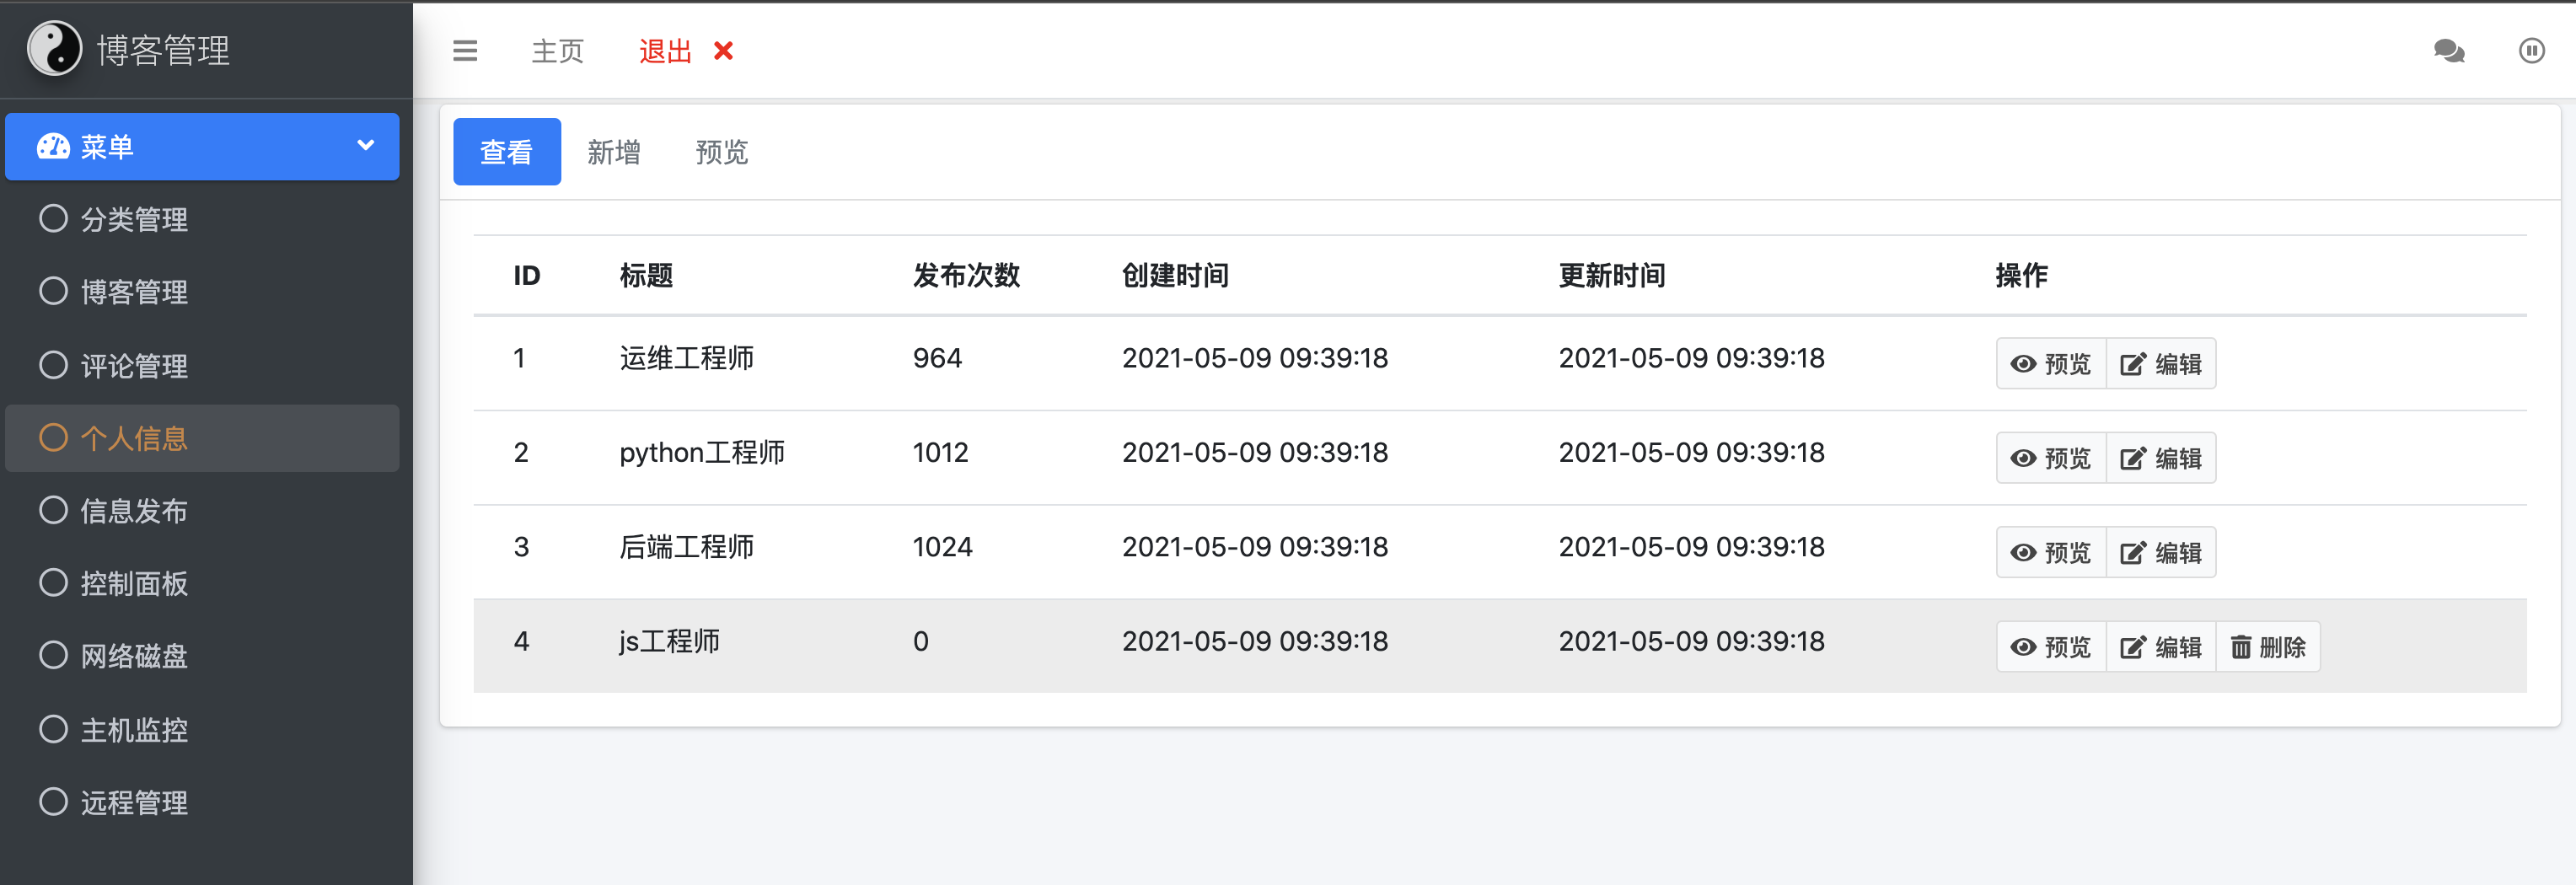 博客管理
主页 退出
菜单
分类管理
博客管理
评论管理
个人信息
信息发布
控制面板
网络磁盘
主机监控
远程管理
查看 新增 预览
ID 标题 发布次数 创建时间 更新时间 操作
1 运维工程师 964 2021-05-09 09:39:18 2021-05-09 09:39:18 预览 编辑
2 python工程师 1012 2021-05-09 09:39:18 2021-05-09 09:39:18 预览 编辑
3 后端工程师 1024 2021-05-09 09:39:18 2021-05-09 09:39:18 预览 编辑
4 js工程师 0 2021-05-09 09:39:18 2021-05-09 09:39:18 预览 编辑 删除